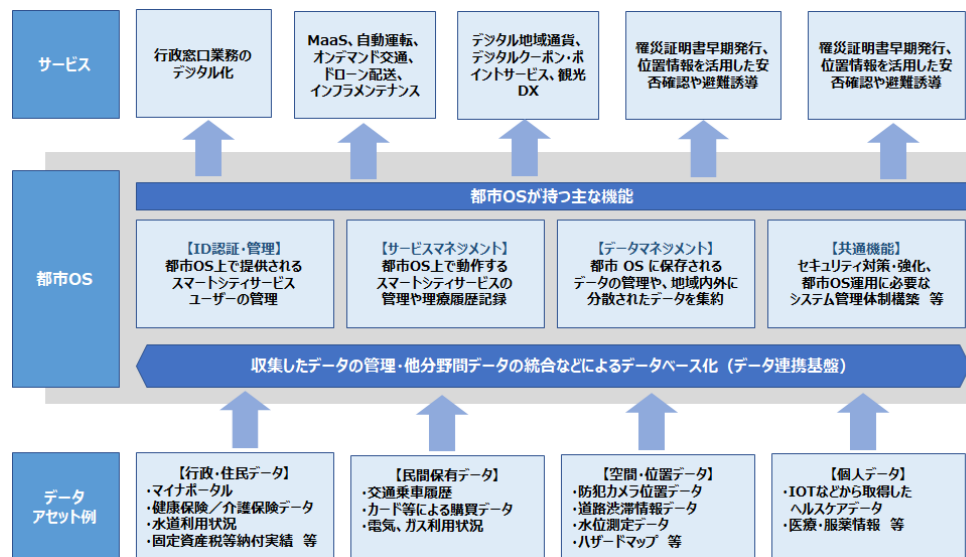 サービス
行政窓口業務の
デジタル化
MaaS、自動運転、
オンデマンド交通、
ドローン配送、
インフラメンテナンス
デジタル地域通貨、
デジタルクーポン・ポ
イントサービス、観光
DX
罹災証明書早期発行、
位置情報を活用した安
否確認や避難誘導
罹災証明書早期発行、
位置情報を活用した安
否確認や避難誘導
都市OS
都市OSが持つ主な機能
【ID認証・管理】
都市OS上で提供される
スマートシティサービス
ユーザーの管理
【サービスマネジメント】
都市OS上で動作する
スマートシティサービスの
管理や理療履歴記録
【データマネジメント】
都市 OS に保存される
データの管理や、地域内外に
分散されたデータを集約
【共通機能】
セキュリティ対策・強化、
都市OS運用に必要な
システム管理体制構築 等
収集したデータの管理・他分野間データの統合などによるデータベース化（データ連携基盤）
データ
アセット例
【行政・住民データ】
・マイナポータル
・健康保険／介護保険データ
・水道利用状況
・固定資産税等納付実績 等
【民間保有データ】
・交通乗車履歴
・カード等による購買データ
・電気、ガス利用状況
【空間・位置データ】
・防犯カメラ位置データ
・道路渋滞情報データ
・水位測定データ
・ハザードマップ 等
【個人データ】
・IOTなどから取得した
ヘルスケアデータ
・医療・服薬情報 等